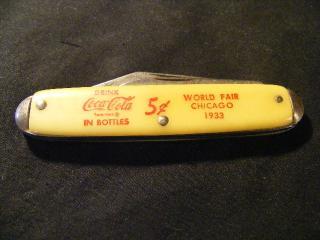 DRINK
Coca-Cola
IN BOTTLES
5¢
WORLD FAIR
CHICAGO
1933